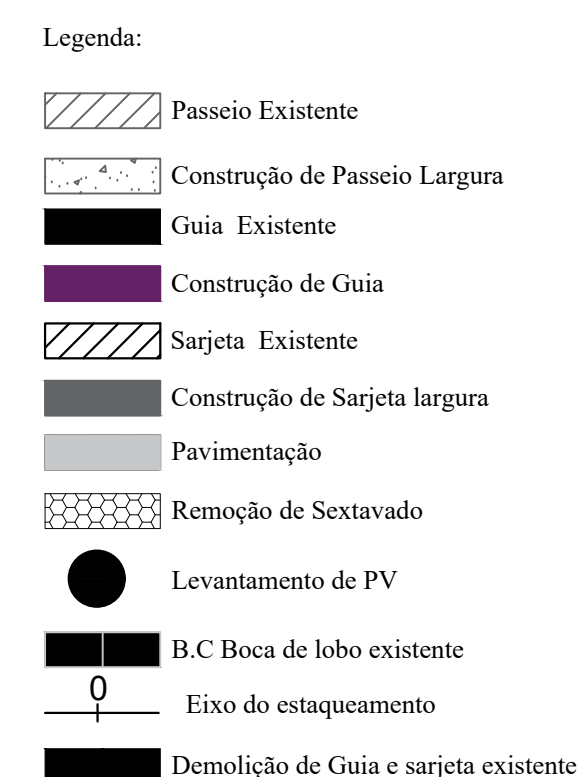 Legenda:
Passeio Existente
Construção de Passeio Largura
Guia Existente
Construção de Guia
Sarjeta Existente
Construção de Sarjeta largura
Pavimentação
Remoção de Sextavado
Levantamento de PV
B.C Boca de lobo existente
0
Eixo do estaqueamento
Demolição de Guia e sarjeta existente